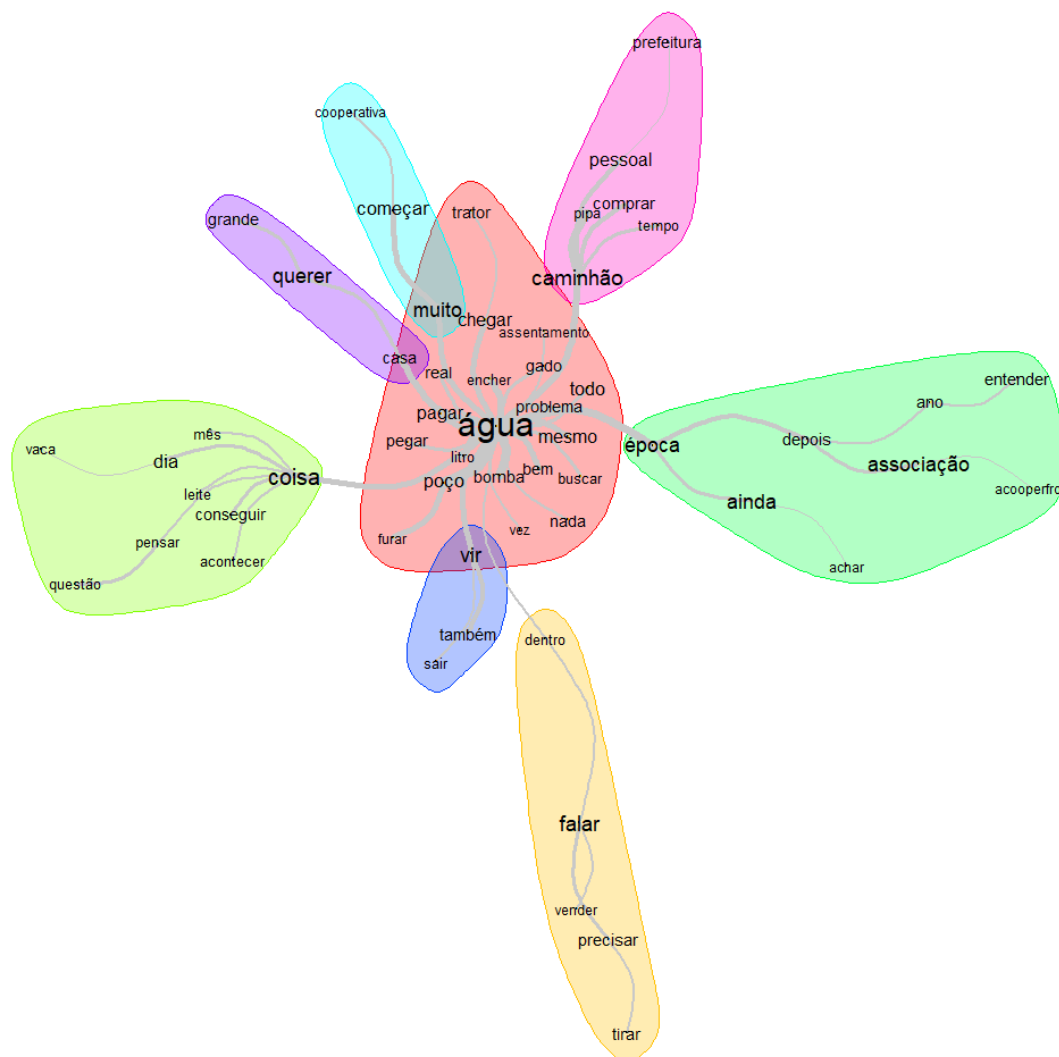 prefeitura
cooperativa
pessoal
começar
trator
pipa
comprar
tempo
grande
querer
caminhão
muito
chegar
assentamento
casa
real
encher
gado
todo
entender
ano
pagar
problema
água
mesmo
pegar
litro
bem
buscar
poço
bomba
nada
vez
furar
época
depois
associação
acooperfro
ainda
achar
mês
vaca
dia
coisa
leite
conseguir
pensar
acontecer
questão
vir
também
sair
dentro
falar
vender
precisar
tirar